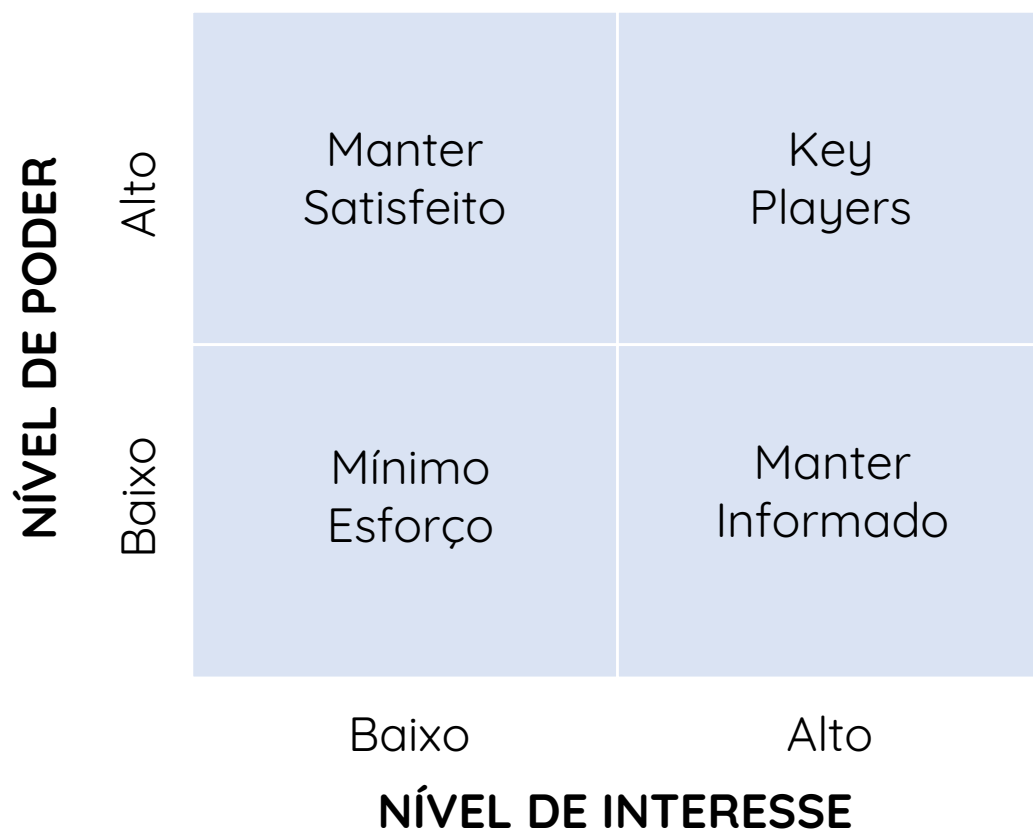 NÍVEL DE PODER
Alto
Manter
Satisfeito
Key
Players
Baixo
Mínimo
Esforço
Manter
Informado
Baixo
Alto
NÍVEL DE INTERESSE